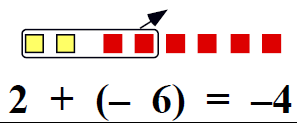 2 + (– 6) = –4